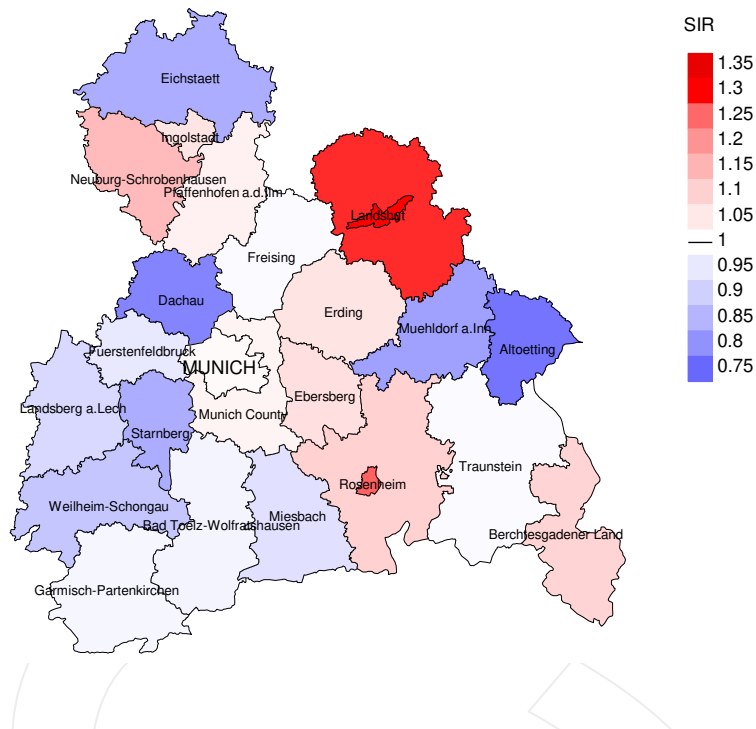 SIR
1.35
1.3
1.25
1.2
1.15
1.1
1.05
1
0.95
0.9
0.85
0.8
0.75
Eichstaett
Ingolstadt
Neuburg-Schrobenhausen
Pfaffenhofen a.d.Ilm
Landshut
Freising
Dachau
Erding
Muehldorf a.Inn
Altoetting
Fuerstenfeldbruck
MUNICH
Ebersberg
Landsberg a.Lech
Munich County
Starnberg
Traunstein
Rosenheim
Weilheim-Schongau
Miesbach
Bad Toelz-Wolfratshausen
Berchtesgadener Land
Garmisch-Partenkirchen